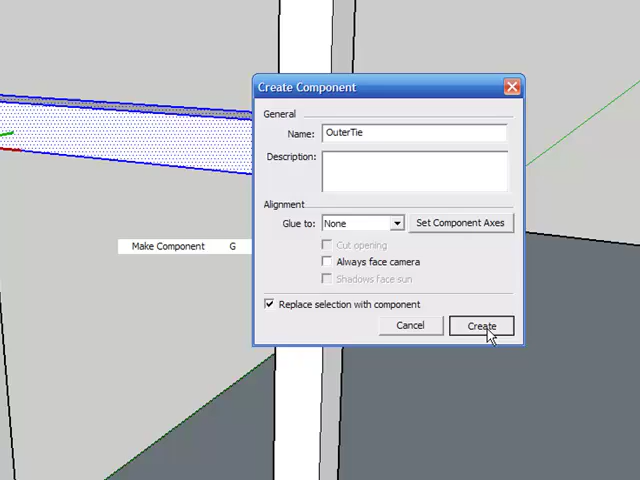 Create Component
General
Name: OuterTie
Description:
Alignment
Glue to: None Set Component Axes
Cut opening
Make Component G
Always face camera
Shadows face sun
Replace selection with component
Cancel Create